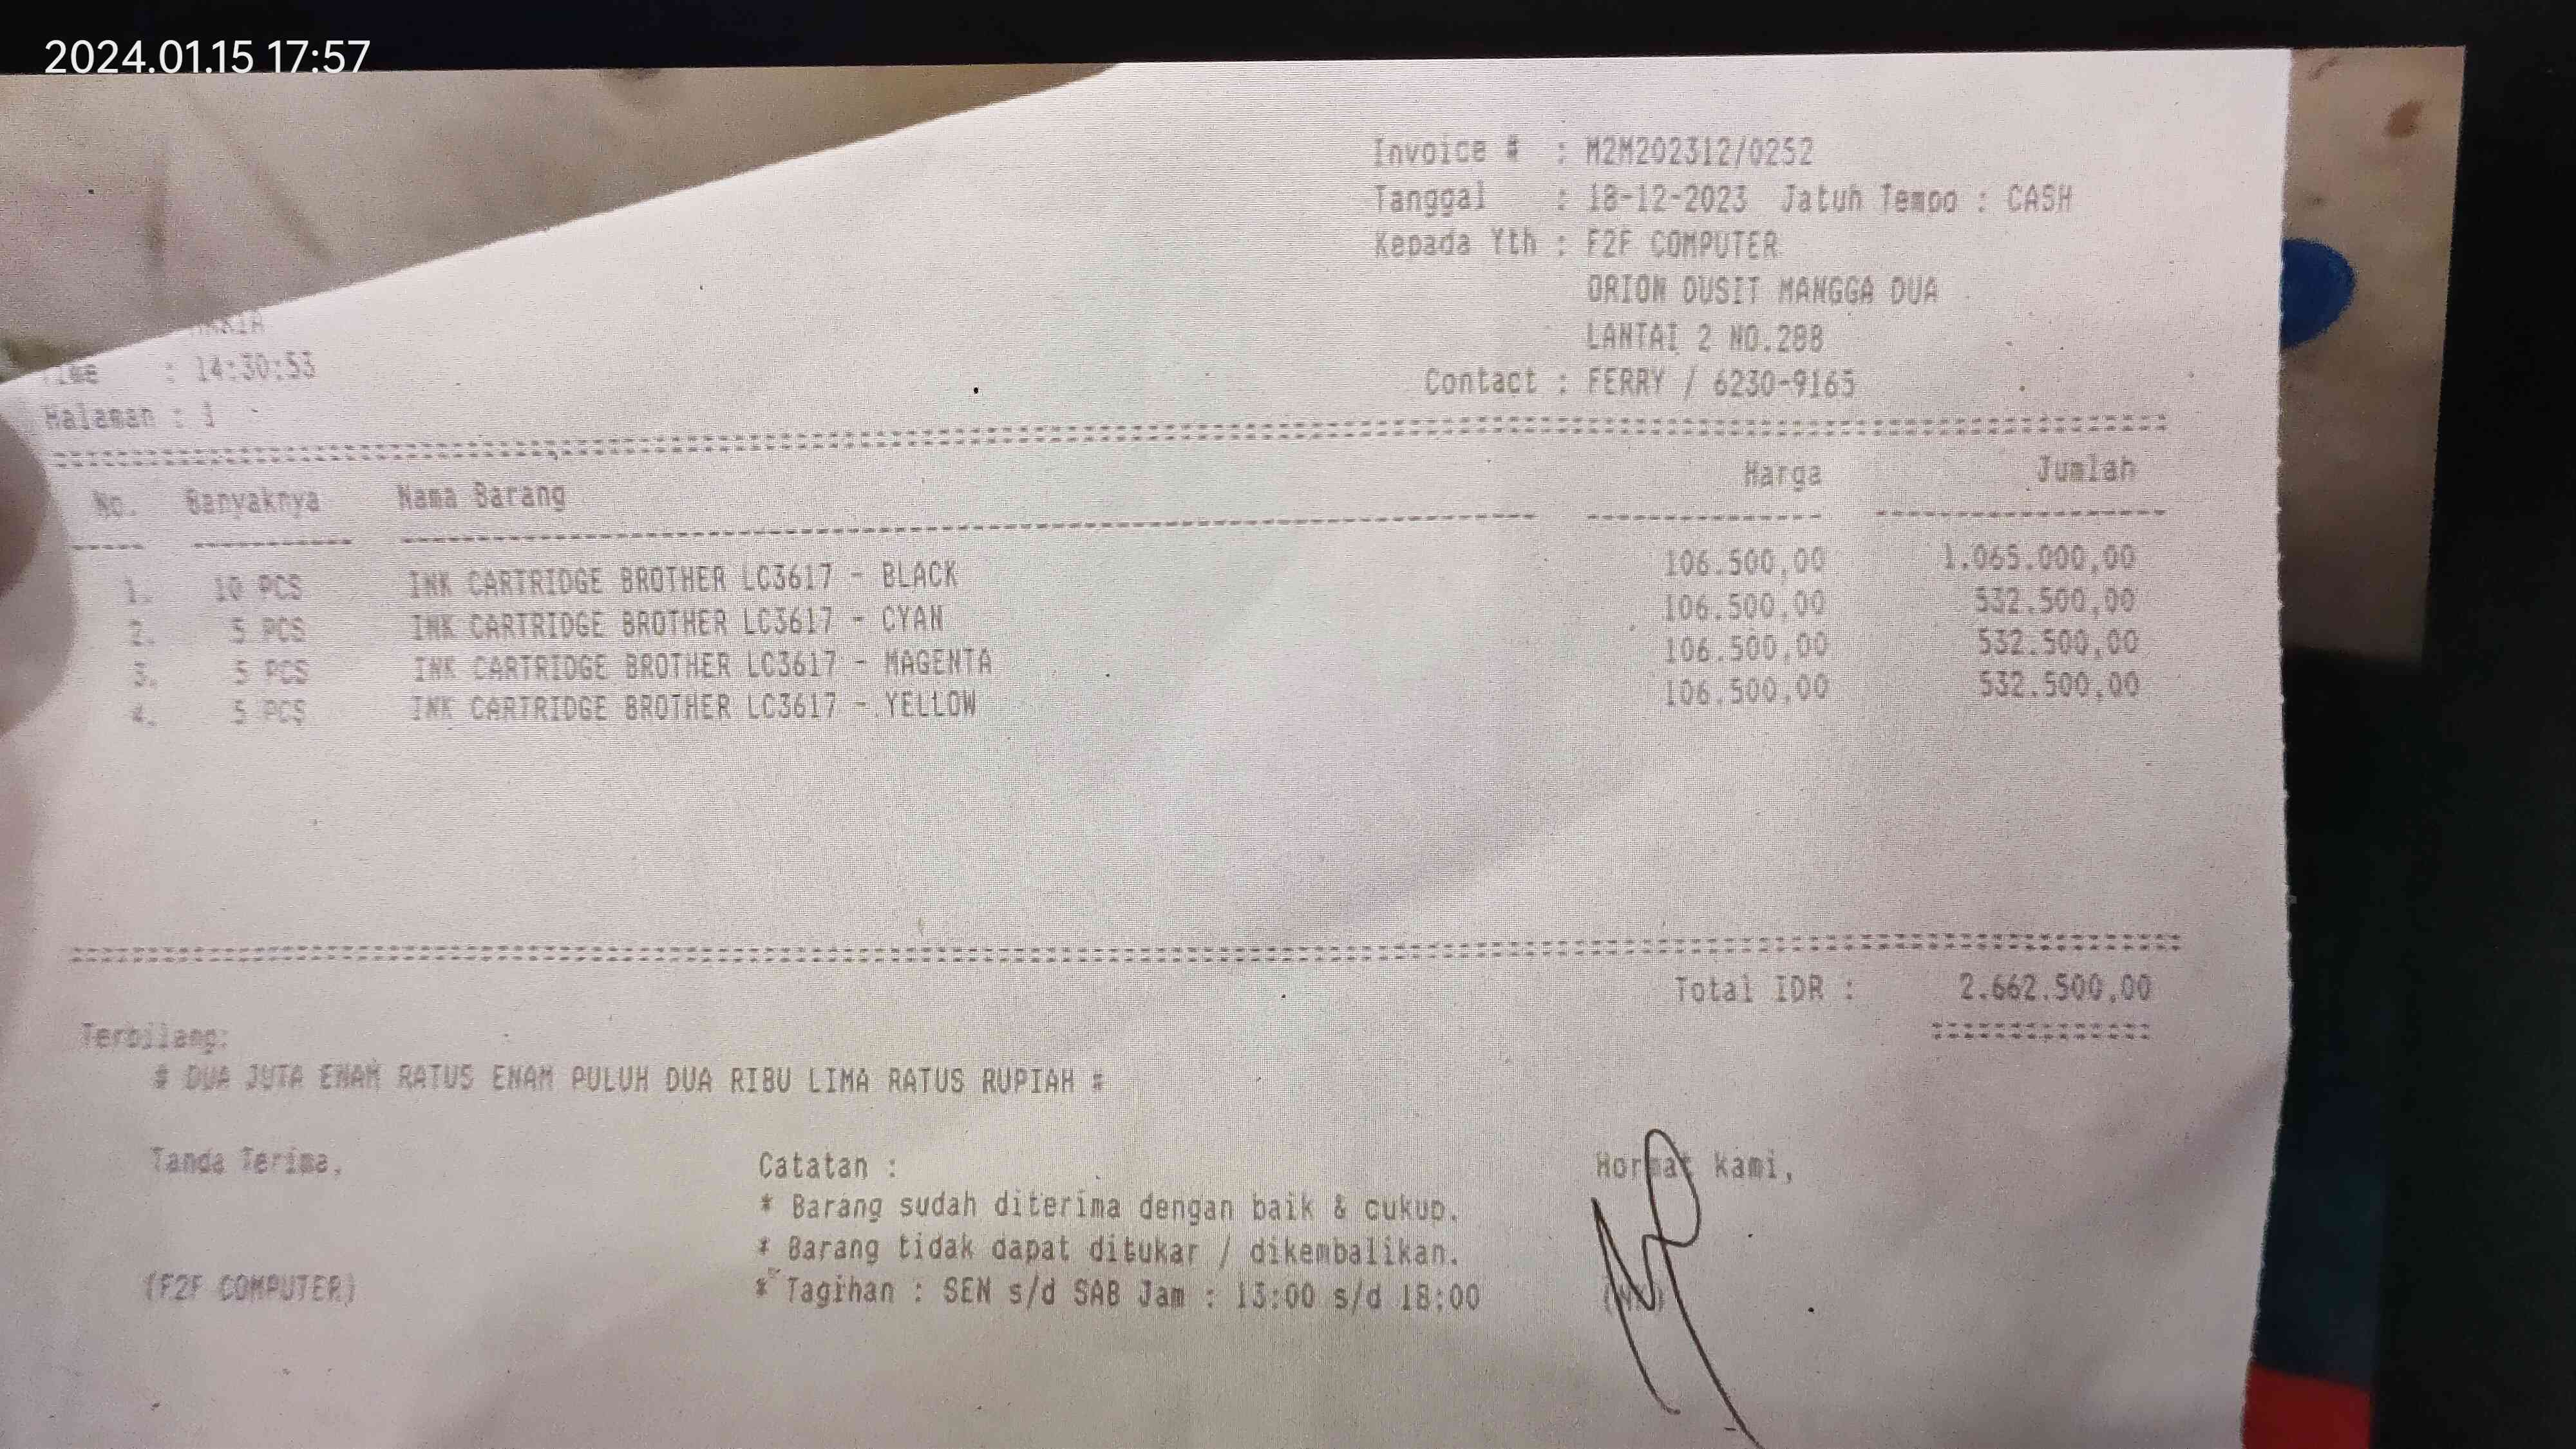 2024.01.15 17:57
Invoice # : M2M202312/0252
Tanggal : 18-12-2023 Jatuh Tempo : CASH
Kepada Yth : F2F COMPUTER
ORION DUSIT MANGGA DUA
LANTAI 2 NO.28B
Contact : FERRY / 6230-9165
: 14:30:53
Halaman : 1
No. Banyaknya Nama Barang Harga Jumlah
1. 10 PCS INK CARTRIDGE BROTHER LC3617 - BLACK 106.500,00 1.065.000,00
2. 5 PCS INK CARTRIDGE BROTHER LC3617 - CYAN 106.500,00 532.500,00
3. 5 PCS INK CARTRIDGE BROTHER LC3617 - MAGENTA 106.500,00 532.500,00
4. 5 PCS INK CARTRIDGE BROTHER LC3617 - YELLOW 106.500,00 532.500,00
Total IDR : 2.662.500,00
Terbilang:
# DUA JUTA ENAM RATUS ENAM PULUH DUA RIBU LIMA RATUS RUPIAH #
Tanda Terima,
Catatan :
Hormat kami,
* Barang sudah diterima dengan baik & cukup.
* Barang tidak dapat ditukar / dikembalikan.
(F2F COMPUTER)
* Tagihan : SEN s/d SAB Jam : 13:00 s/d 18:00